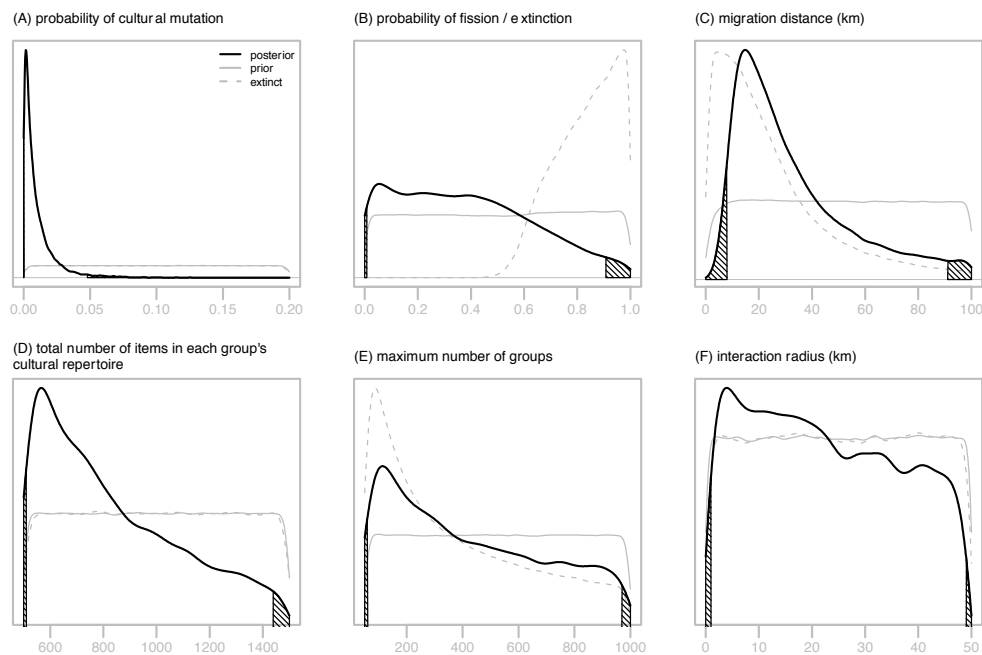 (A) probability of cultural mutation
(B) probability of fission / extinction
(C) migration distance (km)
posterior
prior
extinct
0.00 0.05 0.10 0.15 0.20
0.0 0.2 0.4 0.6 0.8 1.0
0 20 40 60 80 100
(D) total number of items in each group's
cultural repertoire
(E) maximum number of groups
(F) interaction radius (km)
600 800 1000 1200 1400
200 400 600 800 1000
0 10 20 30 40 50